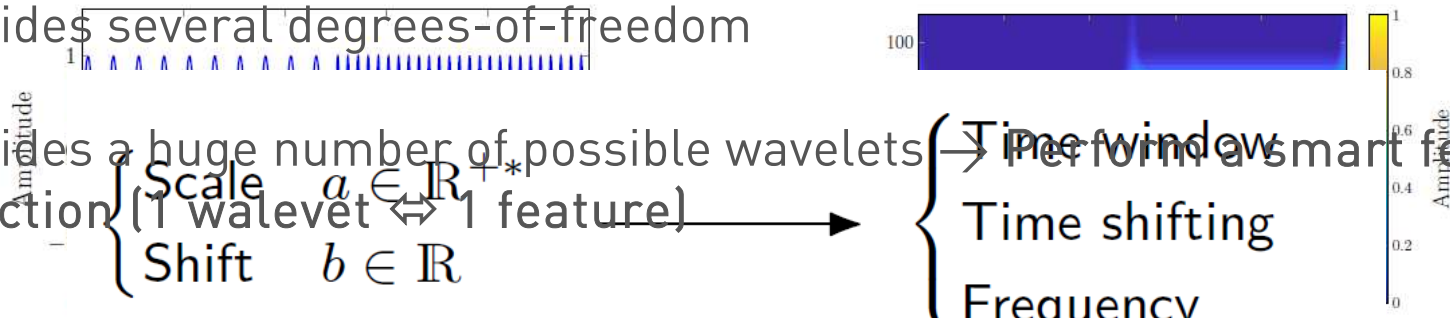 ides several degrees-of-freedom
1
100
1
0.8
Amplitude
ides a huge number of possible wavelets → Perform a smart fe
Time window
0.6
Scale a ∈ ℝ⁺*
0.4
Amplitude
ction (1 walevet ⇔ 1 feature)
Time shifting
0.2
Shift b ∈ ℝ
Frequency
0